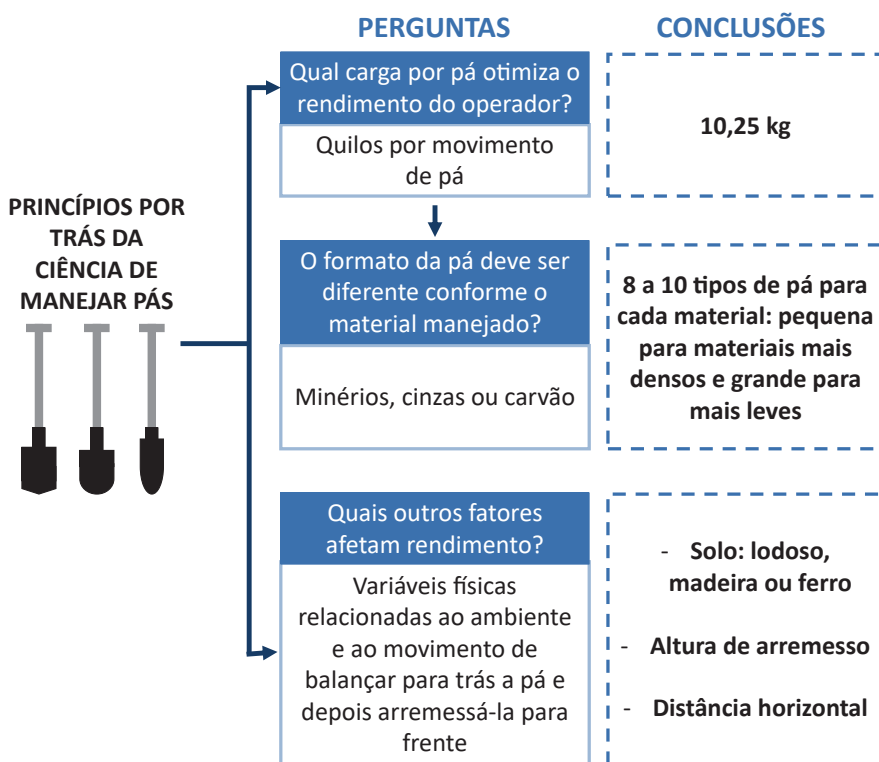 PERGUNTAS
CONCLUSÕES
PRINCÍPIOS POR
TRÁS DA
CIÊNCIA DE
MANEJAR PÁS
Qual carga por pá otimiza o
rendimento do operador?
Quilos por movimento
de pá
10,25 kg
O formato da pá deve ser
diferente conforme o
material manejado?
Minérios, cinzas ou carvão
8 a 10 tipos de pá para
cada material: pequena
para materiais mais
densos e grande para
mais leves
Quais outros fatores
afetam rendimento?
Variáveis físicas
relacionadas ao ambiente
e ao movimento de
balançar para trás a pá e
depois arremessá-la para
frente
- Solo: lodoso,
madeira ou ferro
- Altura de arremesso
- Distância horizontal